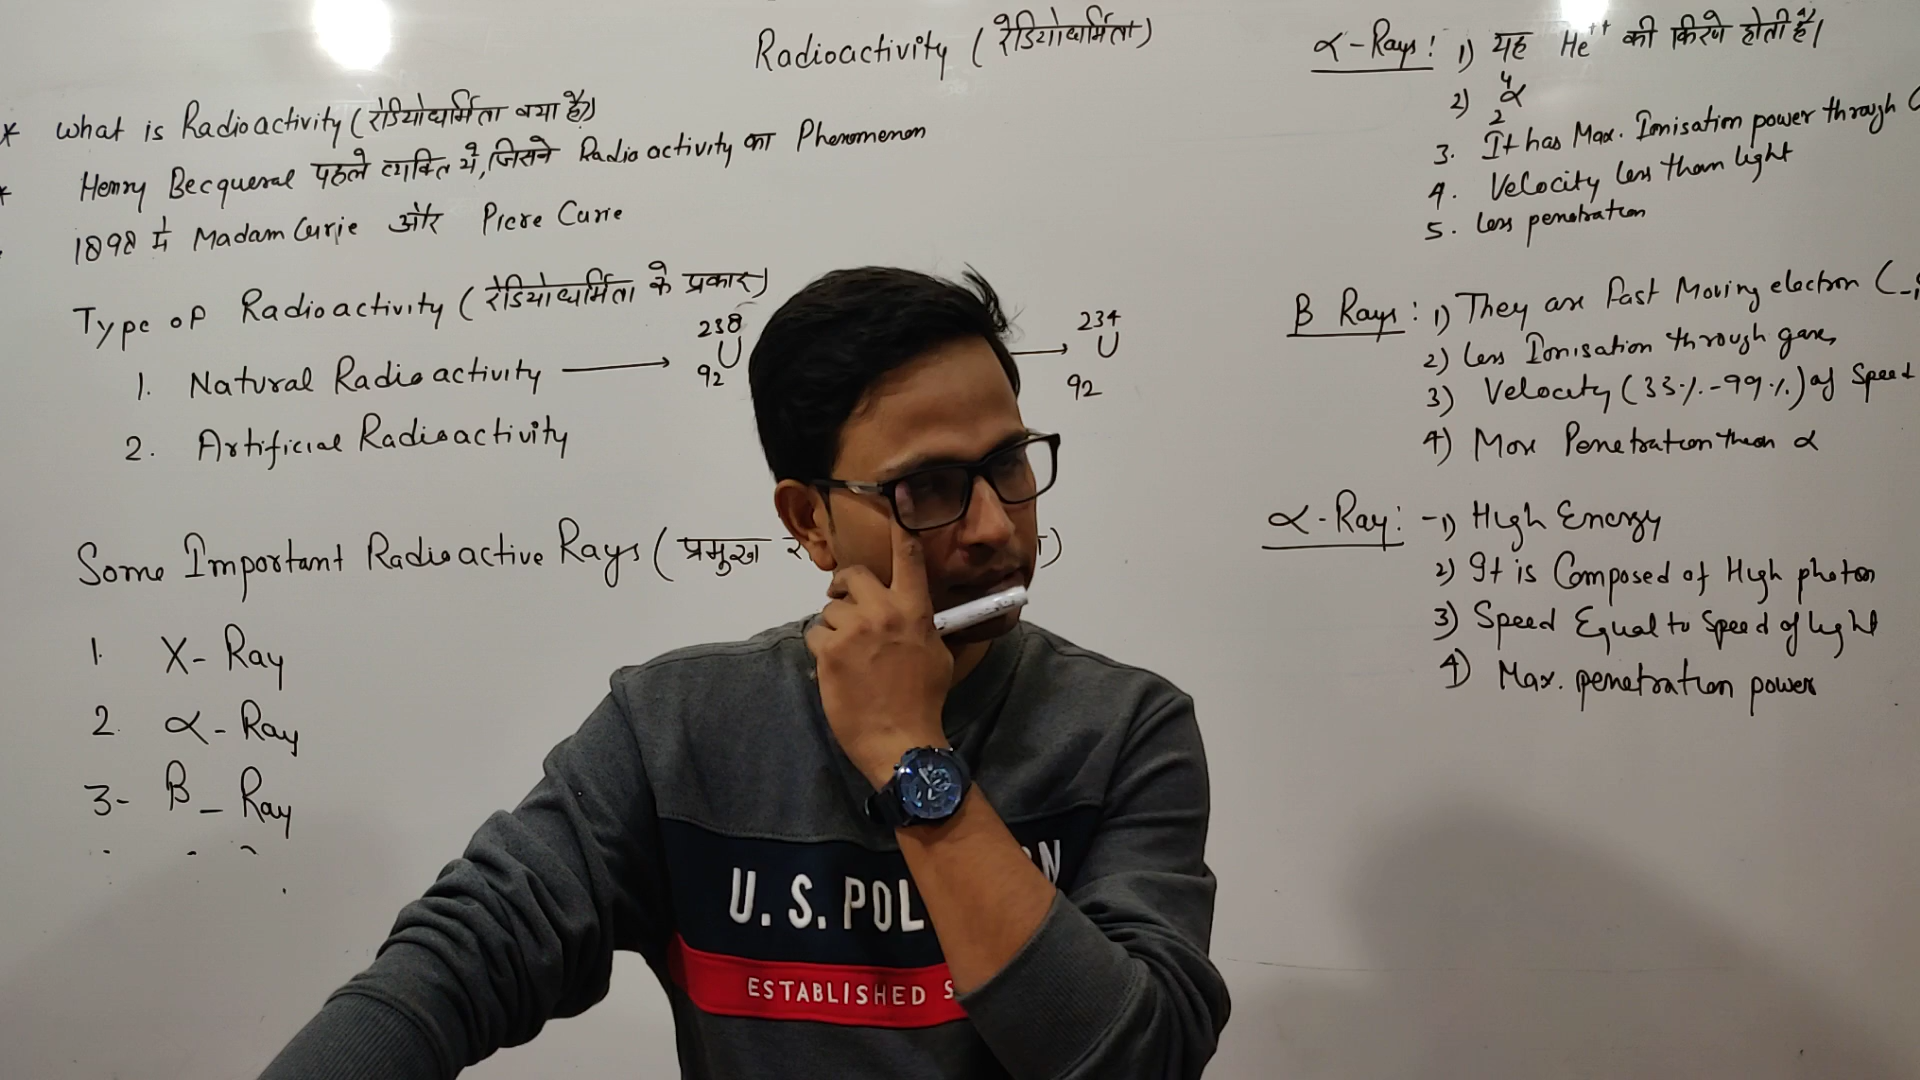 Radioactivity (रेडियोधर्मिता)
* what is Radioactivity (रेडियोधर्मिता क्या है?)
* Henry Becqueral पहले व्यक्ति थे, जिसने Radioactivity का Phenomenon
1898 में Madam Curie और Piere Curie
Type of Radioactivity (रेडियोधर्मिता के प्रकार)
1. Natural Radioactivity → 238 U 92 → 234 U 92
2. Artificial Radioactivity
Some Important Radioactive Rays (प्रमुख
1. X- Ray
2. α- Ray
3- B - Ray
α-Rays: 1) यह He++ की किरणे होती है।
2) 4 α 2
3. It has Max. Ionisation power through
4. Velocity less than light
5. Less penetration
B Rays: 1) They are fast Moving electron (-
2) Less Ionisation through gases
3) Velocity (33%-99%) of Speed
4) More Penetration than α
α-Ray: -1) High Energy
2) It is Composed of High photon
3) Speed Equal to Speed of light
4) Max. penetration power
U.S. POL N
ESTABLISHED S